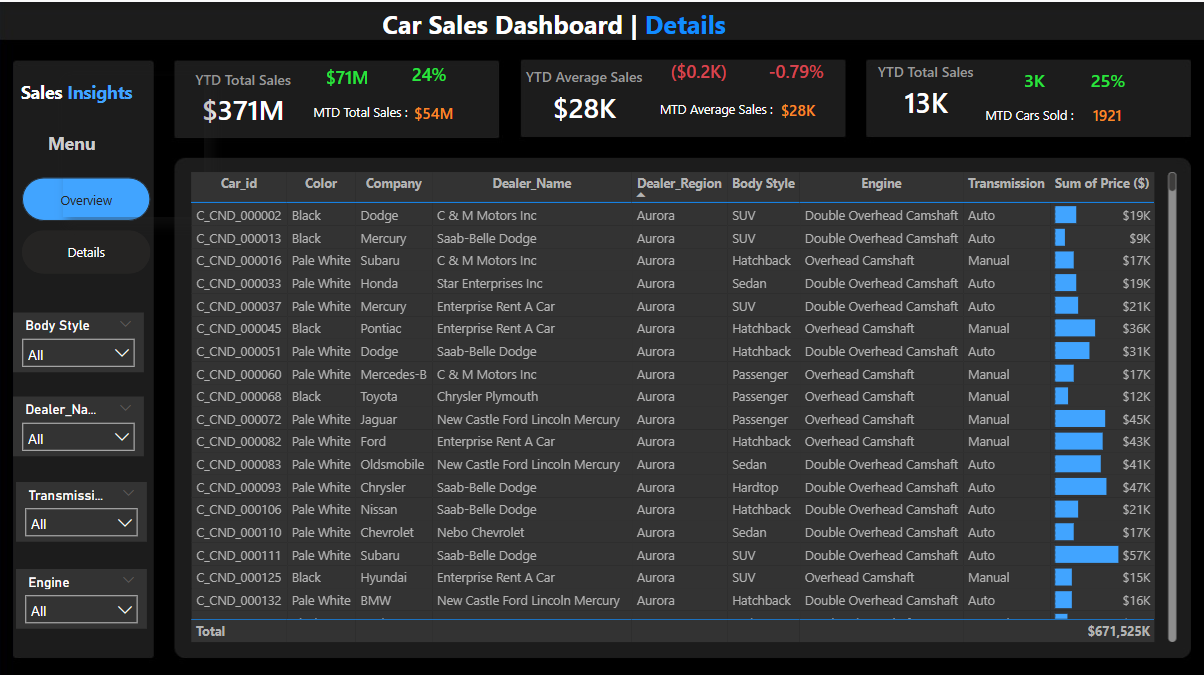 Car Sales Dashboard | Details
Sales Insights
Menu
Overview
Details
Body Style
All
Dealer_Na...
All
Transmissi...
All
Engine
All
YTD Total Sales $71M 24%
$371M MTD Total Sales : $54M
YTD Average Sales ($0.2K) -0.79%
$28K MTD Average Sales : $28K
YTD Total Sales 3K 25%
13K MTD Cars Sold : 1921
Car_id Color Company Dealer_Name Dealer_Region Body Style Engine Transmission Sum of Price ($)
C_CND_000002 Black Dodge C & M Motors Inc Aurora SUV Double Overhead Camshaft Auto $19K
C_CND_000013 Black Mercury Saab-Belle Dodge Aurora SUV Double Overhead Camshaft Auto $9K
C_CND_000016 Pale White Subaru C & M Motors Inc Aurora Hatchback Overhead Camshaft Manual $17K
C_CND_000033 Pale White Honda Star Enterprises Inc Aurora Sedan Double Overhead Camshaft Auto $19K
C_CND_000037 Pale White Mercury Enterprise Rent A Car Aurora SUV Double Overhead Camshaft Auto $21K
C_CND_000045 Black Pontiac Enterprise Rent A Car Aurora Hatchback Overhead Camshaft Manual $36K
C_CND_000051 Pale White Dodge Saab-Belle Dodge Aurora Hatchback Double Overhead Camshaft Auto $31K
C_CND_000060 Pale White Mercedes-B C & M Motors Inc Aurora Passenger Overhead Camshaft Manual $17K
C_CND_000068 Black Toyota Chrysler Plymouth Aurora Passenger Overhead Camshaft Manual $12K
C_CND_000072 Pale White Jaguar New Castle Ford Lincoln Mercury Aurora Passenger Overhead Camshaft Manual $45K
C_CND_000082 Pale White Ford Enterprise Rent A Car Aurora Hatchback Overhead Camshaft Manual $43K
C_CND_000083 Pale White Oldsmobile New Castle Ford Lincoln Mercury Aurora Sedan Double Overhead Camshaft Auto $41K
C_CND_000093 Pale White Chrysler Saab-Belle Dodge Aurora Hardtop Double Overhead Camshaft Auto $47K
C_CND_000106 Pale White Nissan Saab-Belle Dodge Aurora Hatchback Double Overhead Camshaft Auto $21K
C_CND_000110 Pale White Chevrolet Nebo Chevrolet Aurora Sedan Double Overhead Camshaft Auto $17K
C_CND_000111 Pale White Subaru Saab-Belle Dodge Aurora SUV Double Overhead Camshaft Auto $57K
C_CND_000125 Black Hyundai Enterprise Rent A Car Aurora SUV Overhead Camshaft Manual $15K
C_CND_000132 Pale White BMW New Castle Ford Lincoln Mercury Aurora Hatchback Double Overhead Camshaft Auto $16K
Total $671,525K